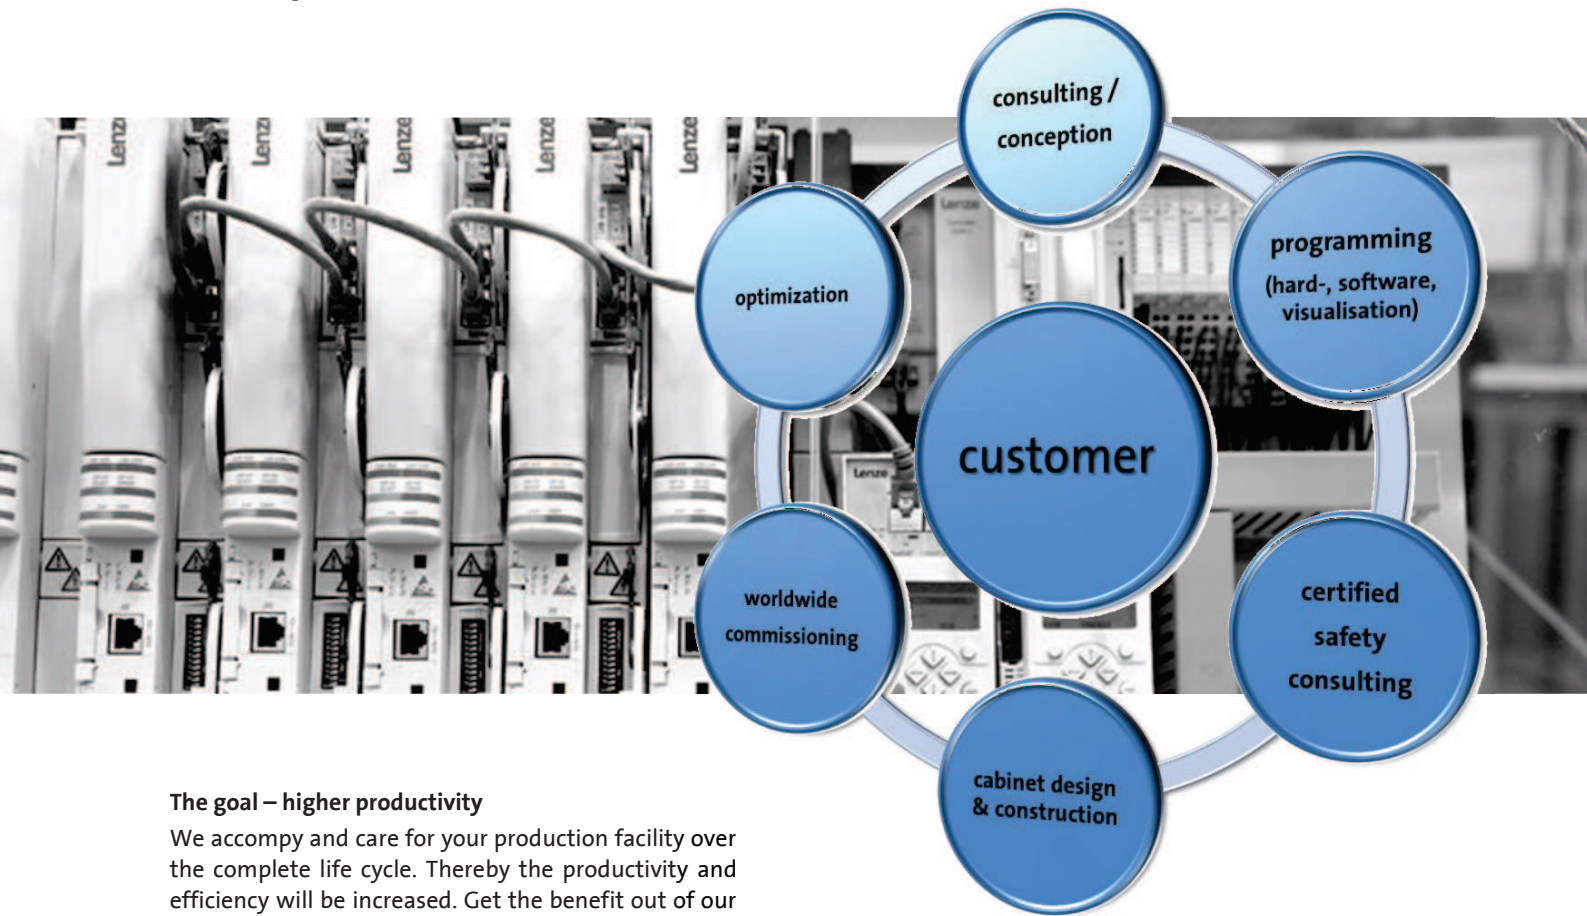 Lenze
Lenze
Lenze
Lenze
Lenze
Lenze
Lenze
consulting /
conception
programming
(hard-, software,
visualisation)
optimization
customer
worldwide
commissioning
certified
safety
consulting
cabinet design
& construction
The goal – higher productivity
We accompy and care for your production facility over
the complete life cycle. Thereby the productivity and
efficiency will be increased. Get the benefit out of our